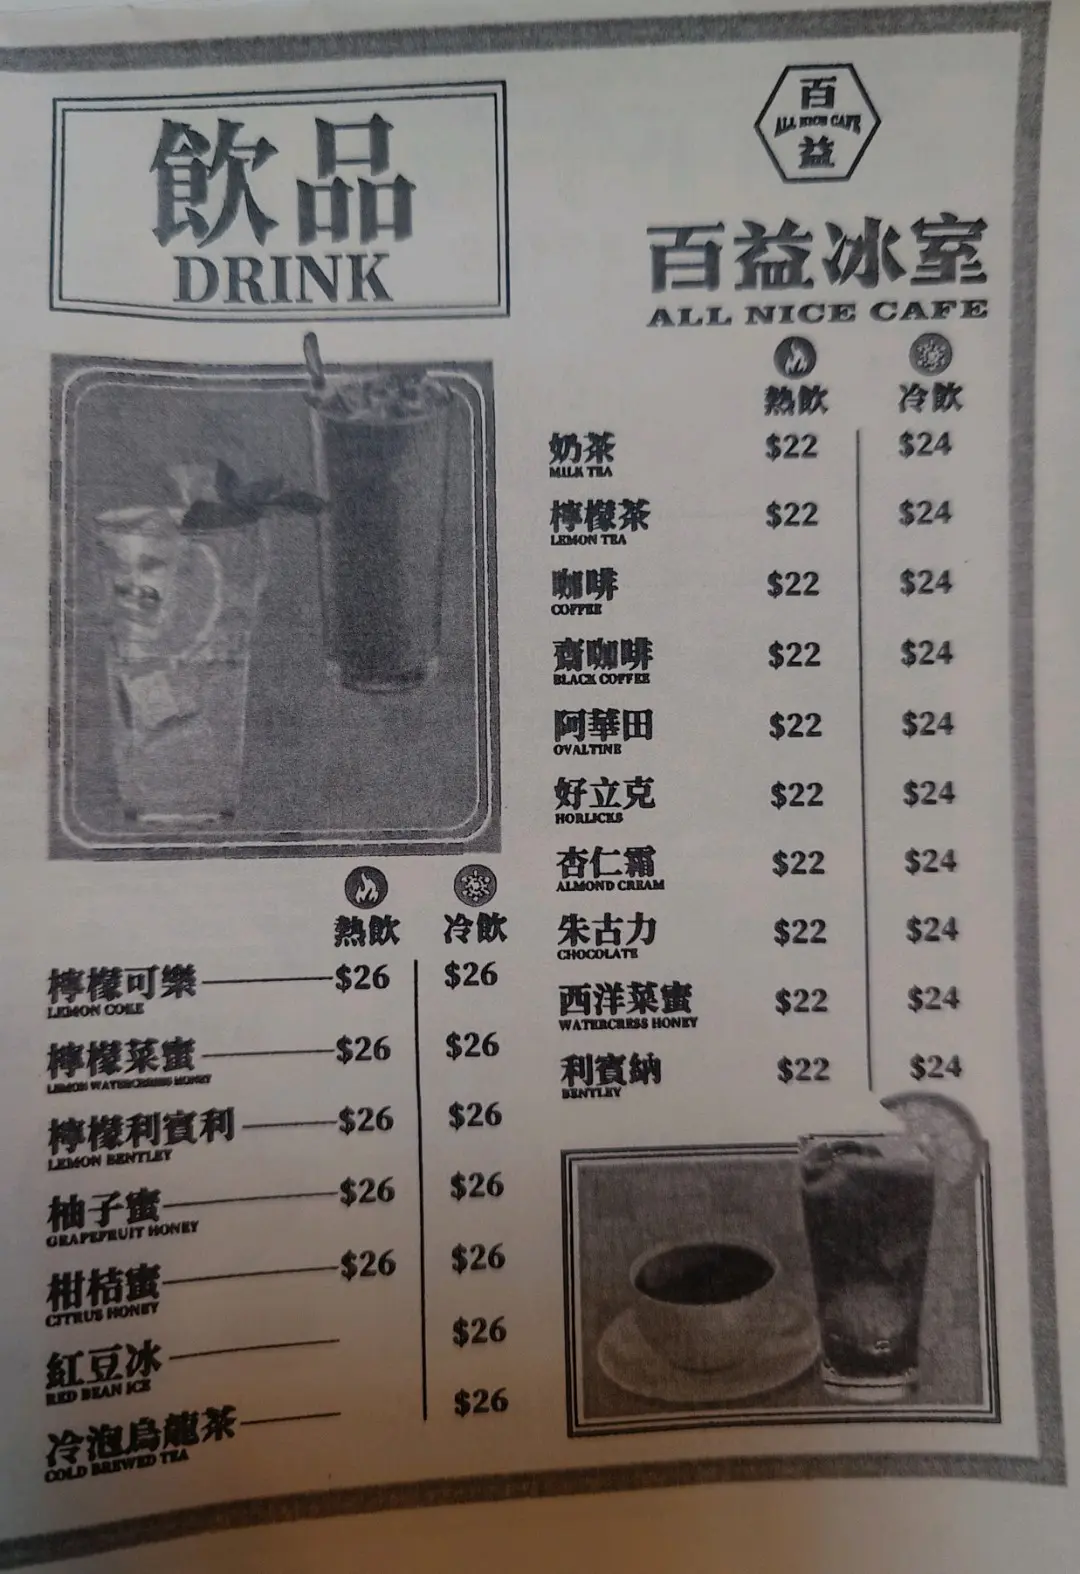 飲品
DRINK
百
ALL NICE CAFE
益
百益冰室
ALL NICE CAFE
熱飲 冷飲
奶茶 $22 $24
MILK TEA
檸檬茶 $22 $24
LEMON TEA
咖啡 $22 $24
COFFEE
齋咖啡 $22 $24
BLACK COFFEE
阿華田 $22 $24
OVALTINE
好立克 $22 $24
HORLICKS
杏仁霜 $22 $24
ALMOND CREAM
朱古力 $22 $24
CHOCOLATE
西洋菜蜜 $22 $24
WATERCRESS HONEY
利賓納 $22 $24
BENTLEY
熱飲 冷飲
檸檬可樂 $26 $26
LEMON COKE
檸檬菜蜜 $26 $26
LEMON WATERCRESS HONEY
檸檬利賓利 $26 $26
LEMON BENTLEY
柚子蜜 $26 $26
GRAPEFRUIT HONEY
柑桔蜜 $26 $26
CITRUS HONEY
紅豆冰 $26
RED BEAN ICE
冷泡烏龍茶 $26
COLD BREWED TEA